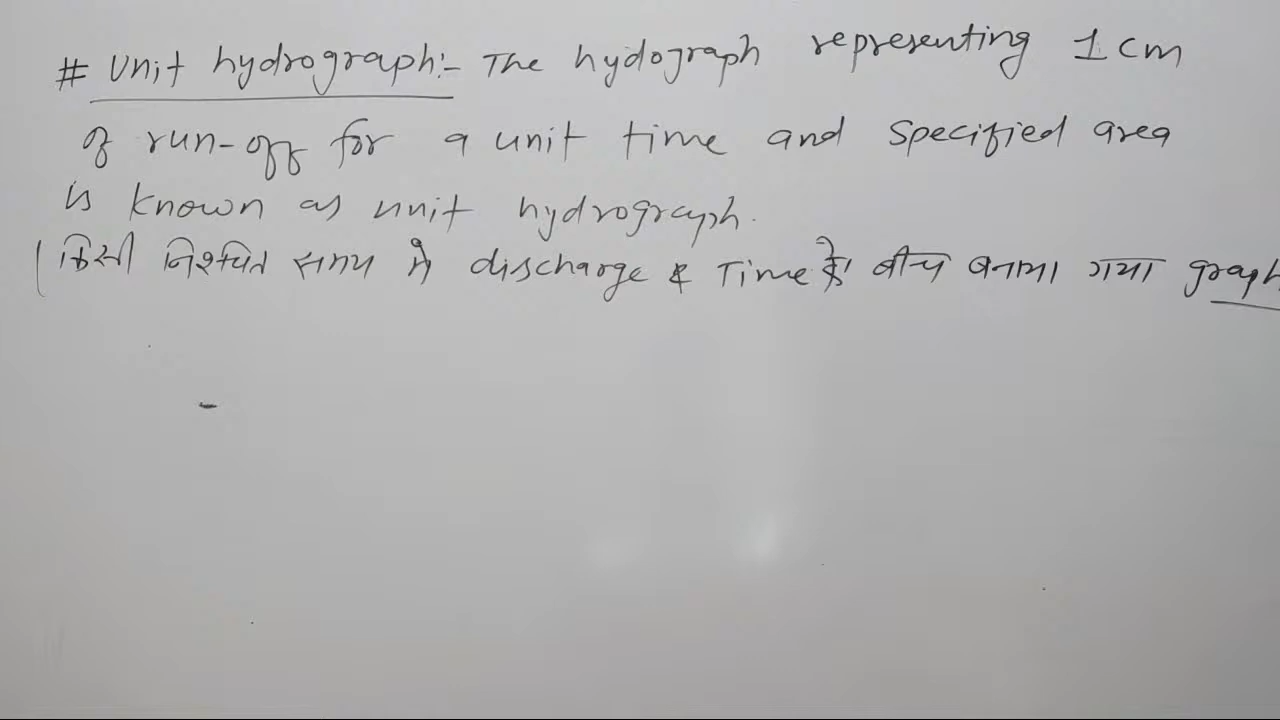 # Unit hydrograph:- The hydograph representing 1 cm
of run-off for a unit time and specified area
is known as unit hydrograph.
(किसी निश्चित समय में discharge & Time के बीच बनाया गया graph